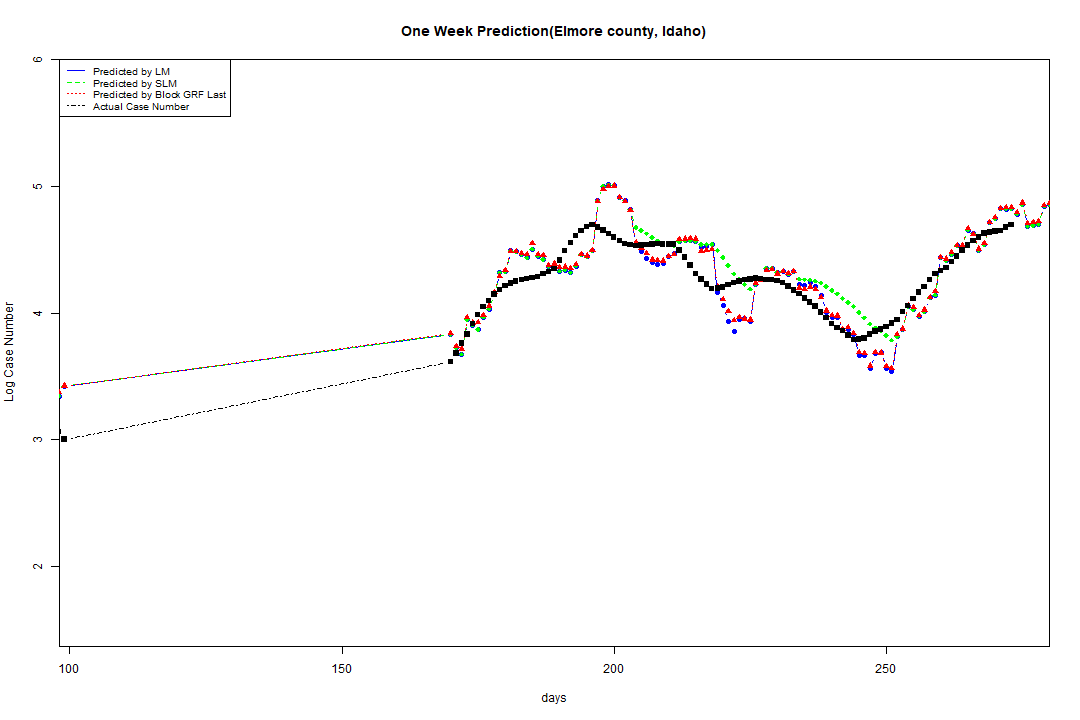 One Week Prediction(Elmore county, Idaho)
Predicted by LM
Predicted by SLM
Predicted by Block GRF Last
Actual Case Number
6
5
4
3
2
Log Case Number
100 150 200 250
days